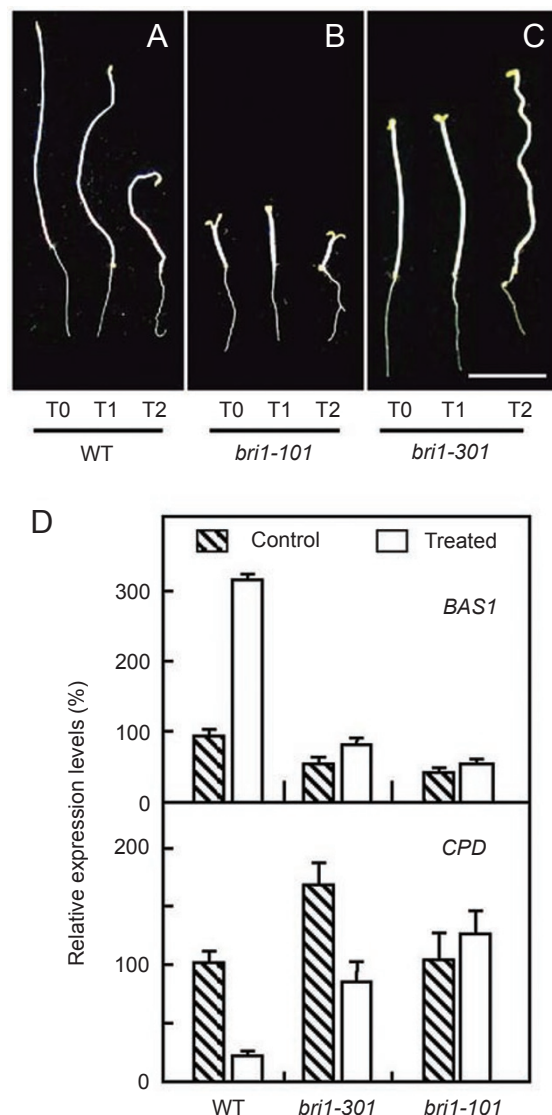 A B C
T0 T1 T2 T0 T1 T2 T0 T1 T2
WT bri1-101 bri1-301
D
Control Treated
BAS1
300
200
100
0
CPD
200
100
0
Relative expression levels (%)
WT bri1-301 bri1-101